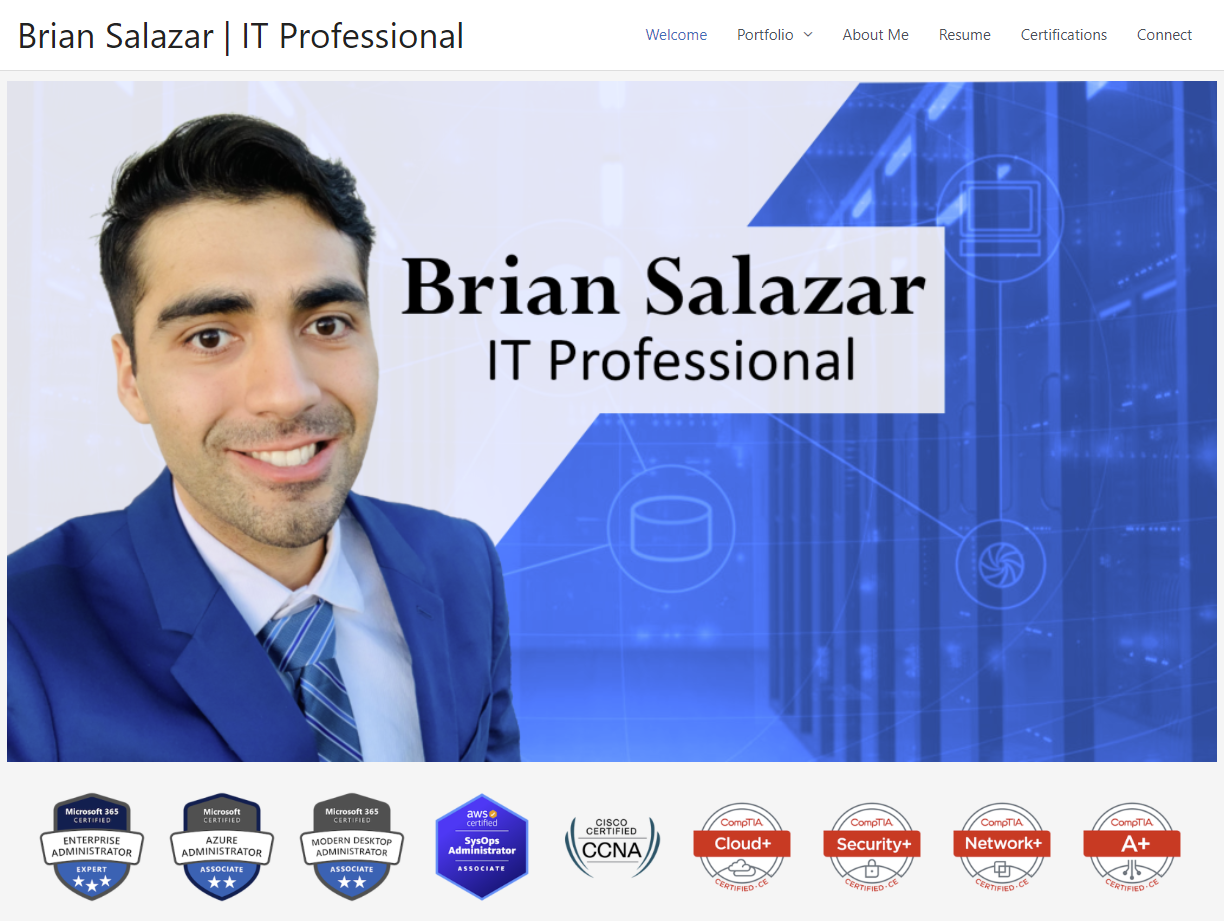 Brian Salazar | IT Professional
Welcome Portfolio About Me Resume Certifications Connect
Brian Salazar
IT Professional
Microsoft 365
CERTIFIED
ENTERPRISE
ADMINISTRATOR
EXPERT
Microsoft
CERTIFIED
AZURE
ADMINISTRATOR
ASSOCIATE
Microsoft 365
CERTIFIED
MODERN DESKTOP
ADMINISTRATOR
ASSOCIATE
aws
certified
SysOps
Administrator
ASSOCIATE
CISCO
CERTIFIED
CCNA
CompTIA
Cloud+
CERTIFIED-CE
CompTIA
Security+
CERTIFIED-CE
CompTIA
Network+
CERTIFIED-CE
CompTIA
A+
CERTIFIED-CE